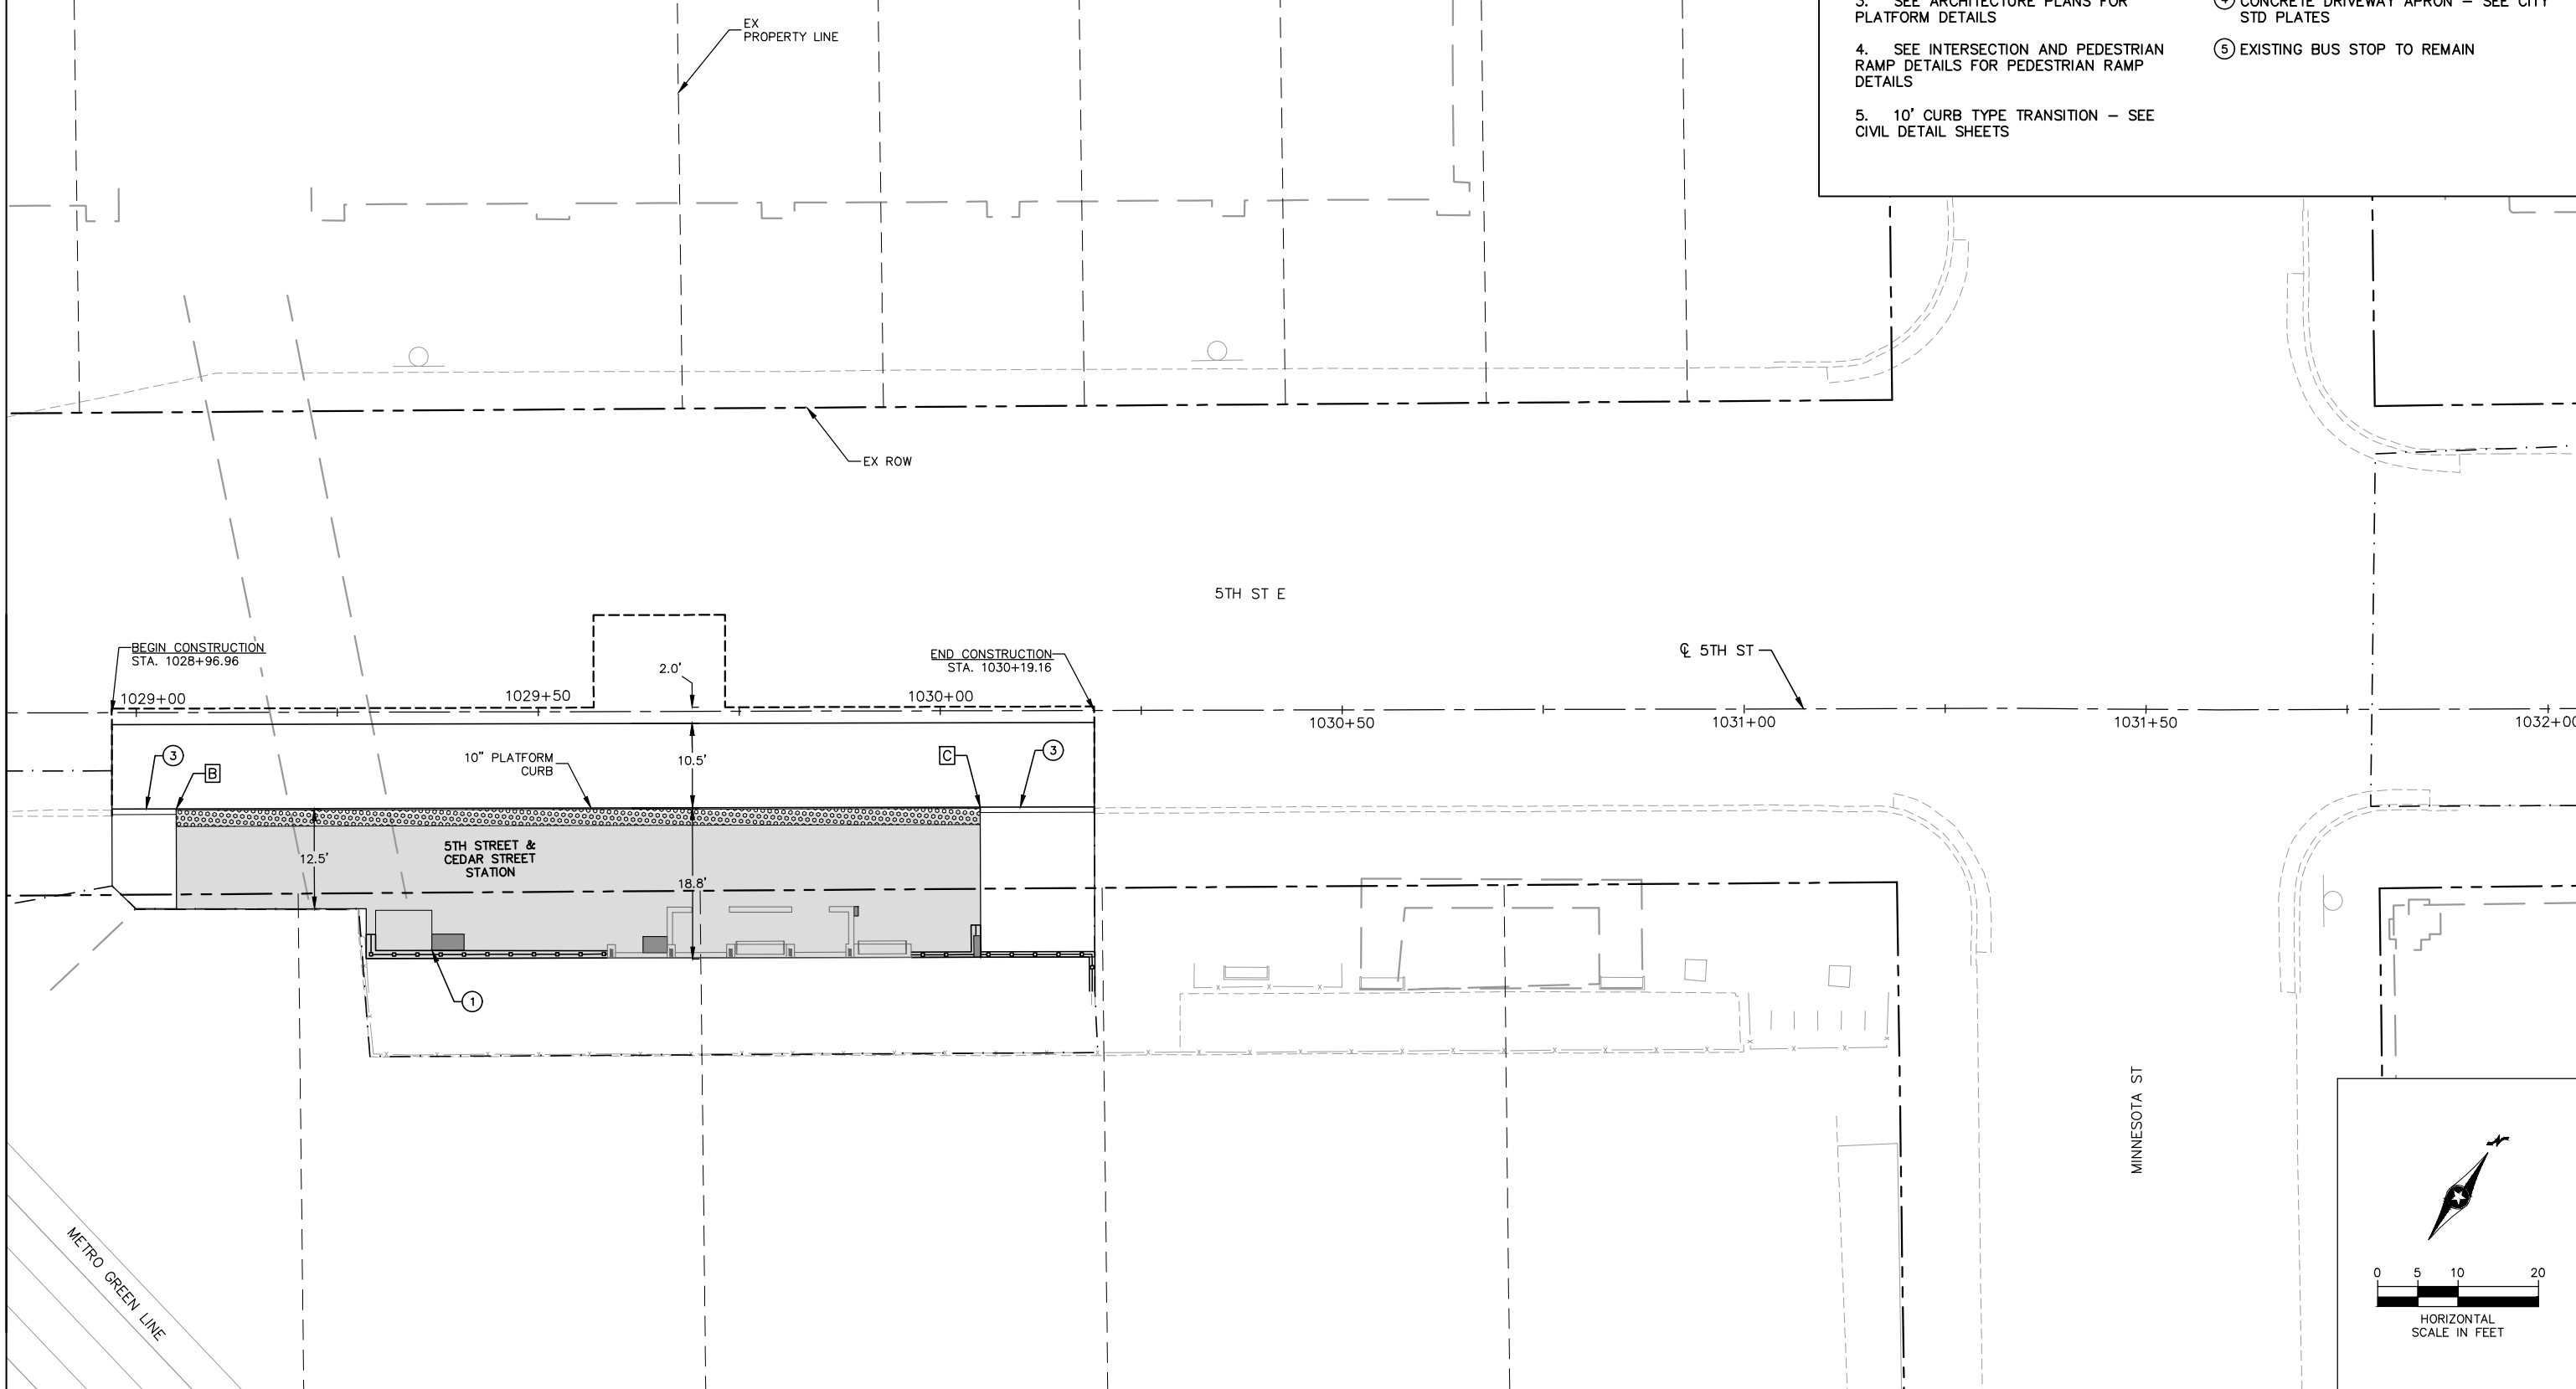 EX
PROPERTY LINE
3. SEE ARCHITECTURE PLANS FOR
PLATFORM DETAILS
4. SEE INTERSECTION AND PEDESTRIAN
RAMP DETAILS FOR PEDESTRIAN RAMP
DETAILS
5. 10' CURB TYPE TRANSITION – SEE
CIVIL DETAIL SHEETS
4 CONCRETE DRIVEWAY APRON – SEE CITY
STD PLATES
5 EXISTING BUS STOP TO REMAIN
EX ROW
5TH ST E
BEGIN CONSTRUCTION
STA. 1028+96.96
2.0'
END CONSTRUCTION
STA. 1030+19.16
℄ 5TH ST
1029+00
1029+50
1030+00
1030+50
1031+00
1031+50
1032+00
3
B
10" PLATFORM
CURB
10.5'
C
3
12.5'
5TH STREET &
CEDAR STREET
STATION
18.8'
1
METRO GREEN LINE
MINNESOTA ST
N
0 5 10 20
HORIZONTAL
SCALE IN FEET